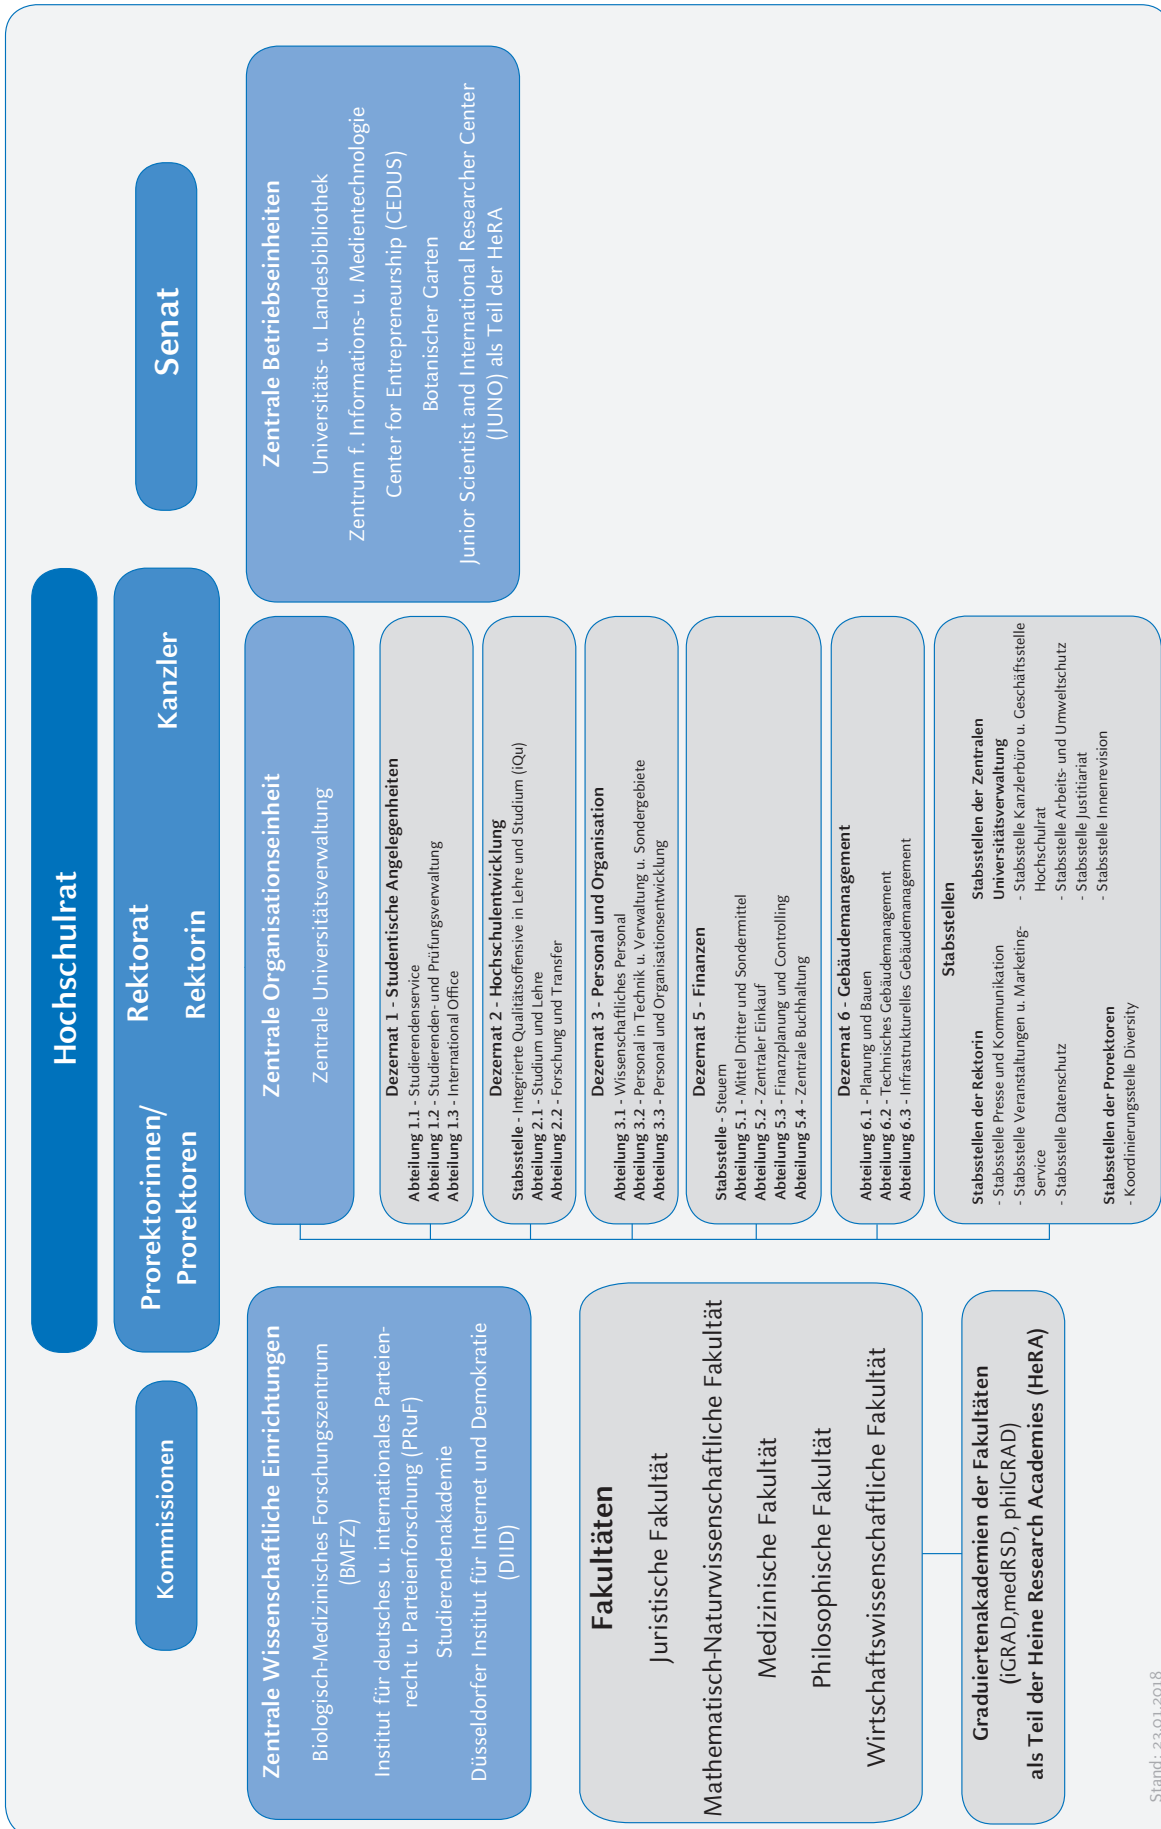 Hochschulrat
Kommissionen
Prorektorinnen/
Prorektoren
Rektorat
Rektorin
Kanzler
Senat
Zentrale Wissenschaftliche Einrichtungen
Biologisch-Medizinisches Forschungszentrum
(BMFZ)
Institut für deutsches u. internationales Parteien-
recht u. Parteienforschung (PRuF)
Studierendenakademie
Düsseldorfer Institut für Internet und Demokratie
(DIID)
Fakultäten
Juristische Fakultät
Mathematisch-Naturwissenschaftliche Fakultät
Medizinische Fakultät
Philosophische Fakultät
Wirtschaftswissenschaftliche Fakultät
Graduiertenakademien der Fakultäten
(iGRAD,medRSD, philGRAD)
als Teil der Heine Research Academies (HeRA)
Zentrale Organisationseinheit
Zentrale Universitätsverwaltung
Dezernat 1 - Studentische Angelegenheiten
Abteilung 1.1 - Studierendenservice
Abteilung 1.2 - Studierenden-und Prüfungsverwaltung
Abteilung 1.3 - International Office
Dezernat 2 - Hochschulentwicklung
Stabsstelle - Integrierte Qualitätsoffensive in Lehre und Studium (iQu)
Abteilung 2.1 - Studium und Lehre
Abteilung 2.2 - Forschung und Transfer
Dezernat 3 - Personal und Organisation
Abteilung 3.1 - Wissenschaftliches Personal
Abteilung 3.2 - Personal in Technik u. Verwaltung u. Sondergebiete
Abteilung 3.3 - Personal und Organisationsentwicklung
Dezernat 5 - Finanzen
Stabsstelle - Steuern
Abteilung 5.1 - Mittel Dritter und Sondermittel
Abteilung 5.2 - Zentraler Einkauf
Abteilung 5.3 - Finanzplanung und Controlling
Abteilung 5.4 - Zentrale Buchhaltung
Dezernat 6 - Gebäudemanagement
Abteilung 6.1 - Planung und Bauen
Abteilung 6.2 - Technisches Gebäudemanagement
Abteilung 6.3 - Infrastrukturelles Gebäudemanagement
Stabsstellen
Stabsstellen der Rektorin
- Stabsstelle Presse und Kommunikation
- Stabsstelle Veranstaltungen u. Marketing-
Service
- Stabsstelle Datenschutz
Stabsstellen der Prorektoren
- Koordinierungsstelle Diversity
Stabsstellen der Zentralen
Universitätsverwaltung
- Stabsstelle Kanzlerbüro u. Geschäftsstelle
Hochschulrat
- Stabsstelle Arbeits- und Umweltschutz
- Stabsstelle Justitiariat
- Stabsstelle Innenrevision
Zentrale Betriebseinheiten
Universitäts- u. Landesbibliothek
Zentrum f. Informations- u. Medientechnologie
Center for Entrepreneurship (CEDUS)
Botanischer Garten
Junior Scientist and International Researcher Center
(JUNO) als Teil der HeRA
Stand: 23.01.2018